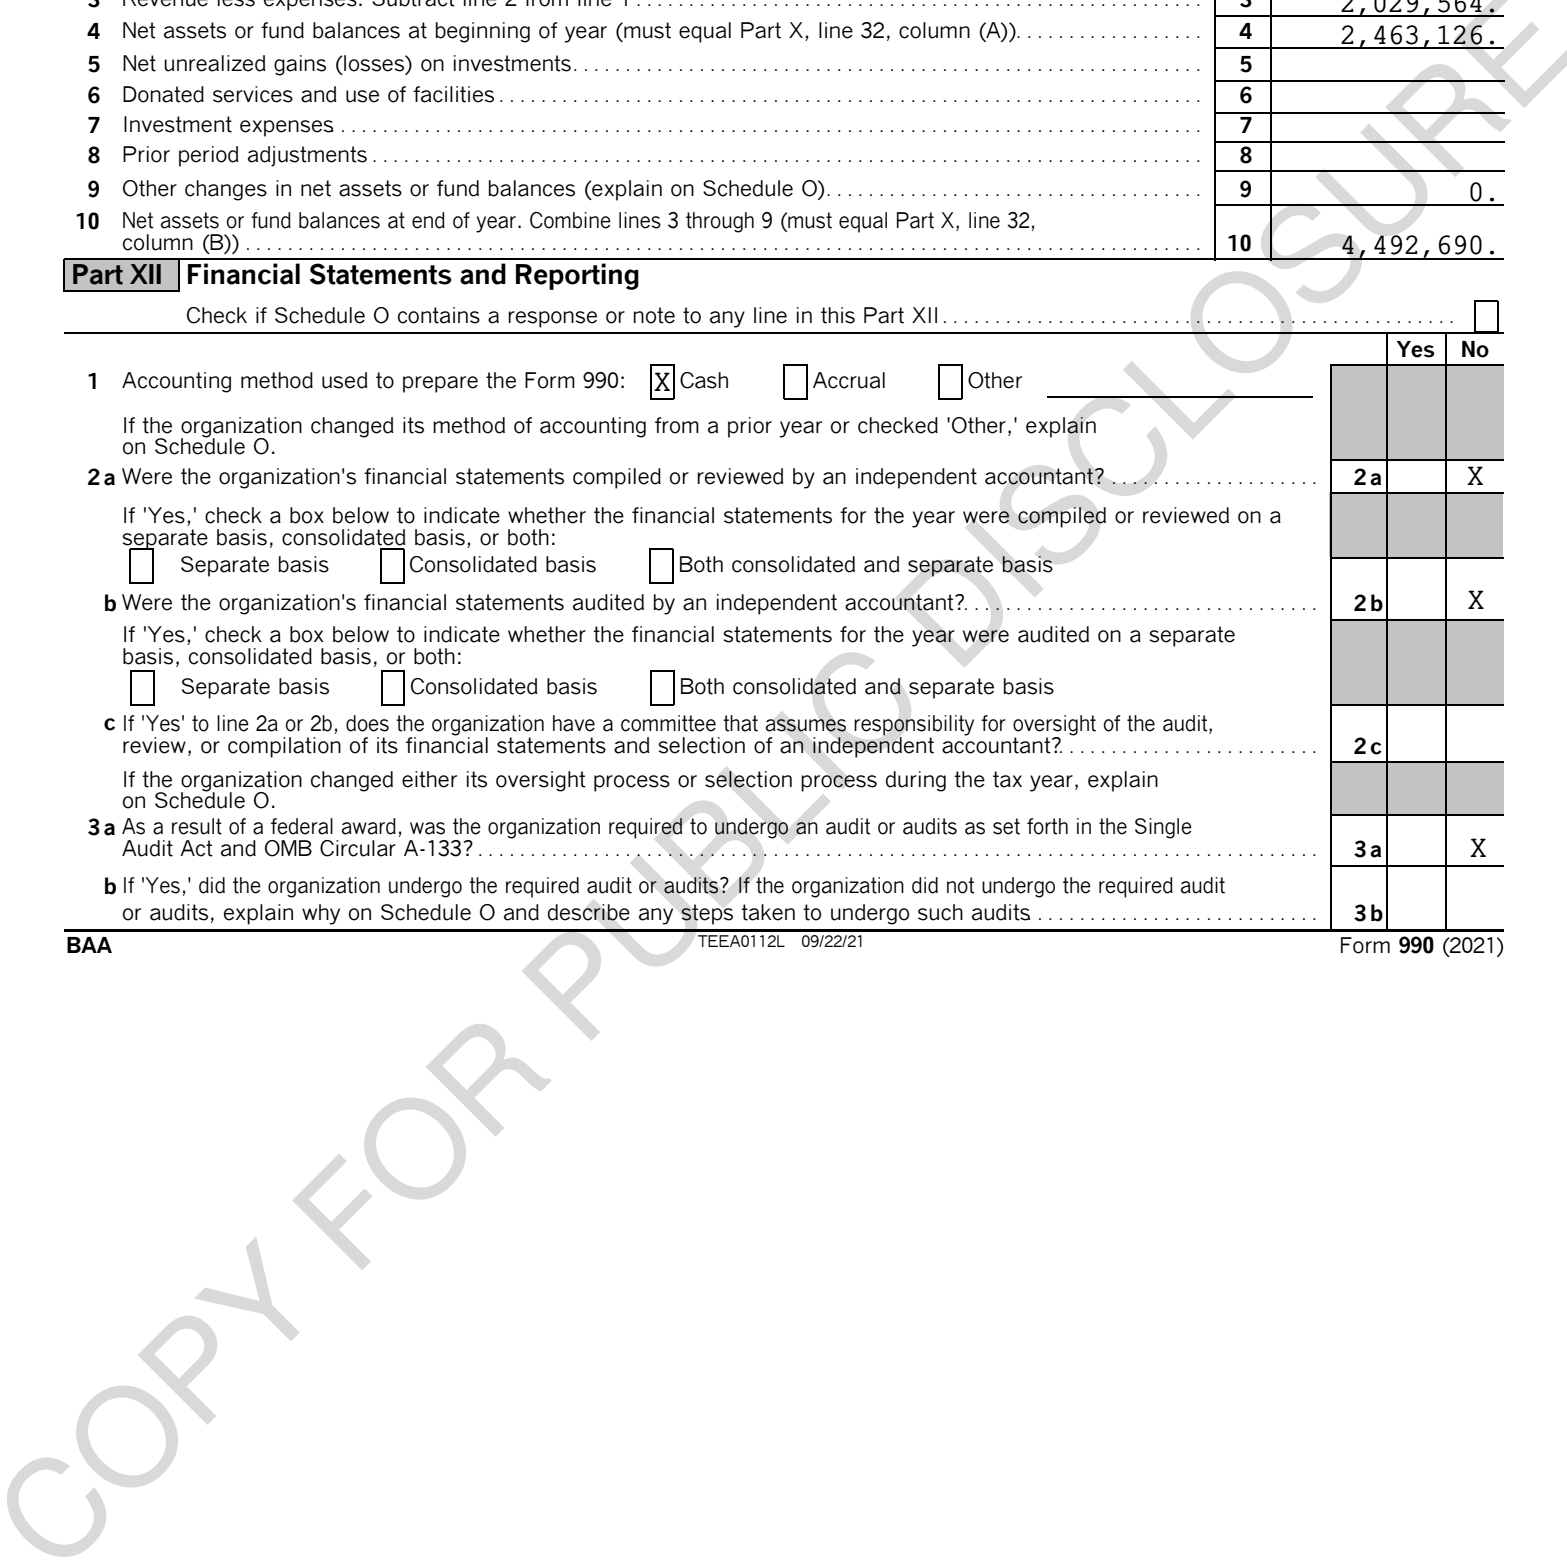 3 Revenue less expenses. Subtract line 2 from line 1 3 2,029,564.
4 Net assets or fund balances at beginning of year (must equal Part X, line 32, column (A)) 4 2,463,126.
5 Net unrealized gains (losses) on investments 5
6 Donated services and use of facilities 6
7 Investment expenses 7
8 Prior period adjustments 8
9 Other changes in net assets or fund balances (explain on Schedule O) 9 0.
10 Net assets or fund balances at end of year. Combine lines 3 through 9 (must equal Part X, line 32,
column (B)) 10 4,492,690.
Part XII Financial Statements and Reporting
Check if Schedule O contains a response or note to any line in this Part XII
Yes No
1 Accounting method used to prepare the Form 990: X Cash Accrual Other
If the organization changed its method of accounting from a prior year or checked 'Other,' explain
on Schedule O.
2a Were the organization's financial statements compiled or reviewed by an independent accountant? 2a X
If 'Yes,' check a box below to indicate whether the financial statements for the year were compiled or reviewed on a
separate basis, consolidated basis, or both:
Separate basis Consolidated basis Both consolidated and separate basis
b Were the organization's financial statements audited by an independent accountant? 2b X
If 'Yes,' check a box below to indicate whether the financial statements for the year were audited on a separate
basis, consolidated basis, or both:
Separate basis Consolidated basis Both consolidated and separate basis
c If 'Yes' to line 2a or 2b, does the organization have a committee that assumes responsibility for oversight of the audit,
review, or compilation of its financial statements and selection of an independent accountant? 2c
If the organization changed either its oversight process or selection process during the tax year, explain
on Schedule O.
3a As a result of a federal award, was the organization required to undergo an audit or audits as set forth in the Single
Audit Act and OMB Circular A-133? 3a X
b If 'Yes,' did the organization undergo the required audit or audits? If the organization did not undergo the required audit
or audits, explain why on Schedule O and describe any steps taken to undergo such audits 3b
BAA TEEA0112L 09/22/21 Form 990 (2021)
COPY FOR PUBLIC DISCLOSURE